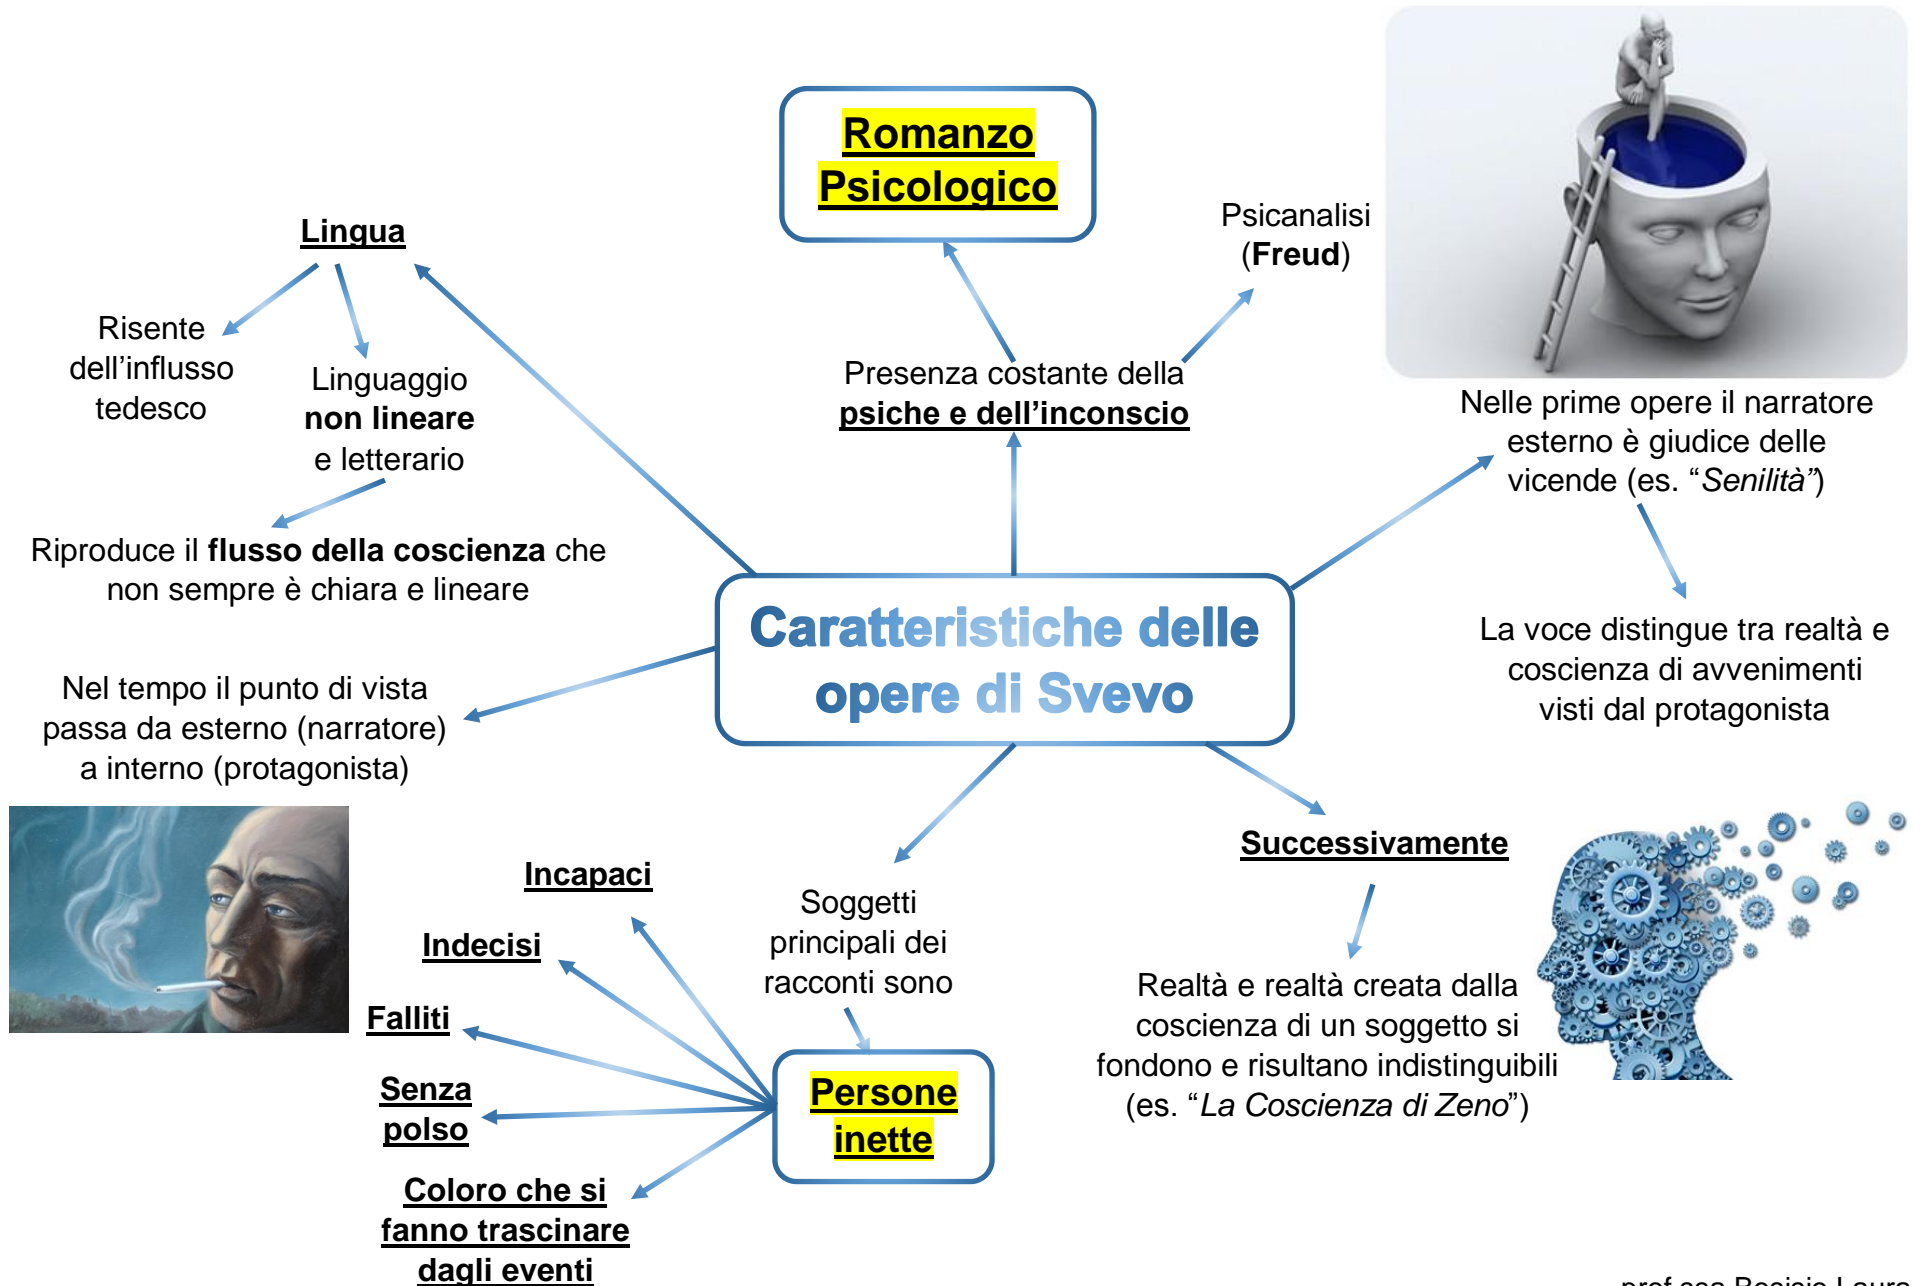 Romanzo
Psicologico
Psicanalisi
(Freud)
Lingua
Risente
dell’influsso
tedesco
Linguaggio
non lineare
e letterario
Presenza costante della
psiche e dell’inconscio
Nelle prime opere il narratore
esterno è giudice delle
vicende (es. “Senilità”)
Riproduce il flusso della coscienza che
non sempre è chiara e lineare
Caratteristiche delle
opere di Svevo
La voce distingue tra realtà e
coscienza di avvenimenti
visti dal protagonista
Nel tempo il punto di vista
passa da esterno (narratore)
a interno (protagonista)
Successivamente
Realtà e realtà creata dalla
coscienza di un soggetto si
fondono e risultano indistinguibili
(es. “La Coscienza di Zeno”)
Soggetti
principali dei
racconti sono
Persone
inette
Incapaci
Indecisi
Falliti
Senza
polso
Coloro che si
fanno trascinare
dagli eventi
prof.ssa Bosisio Laura